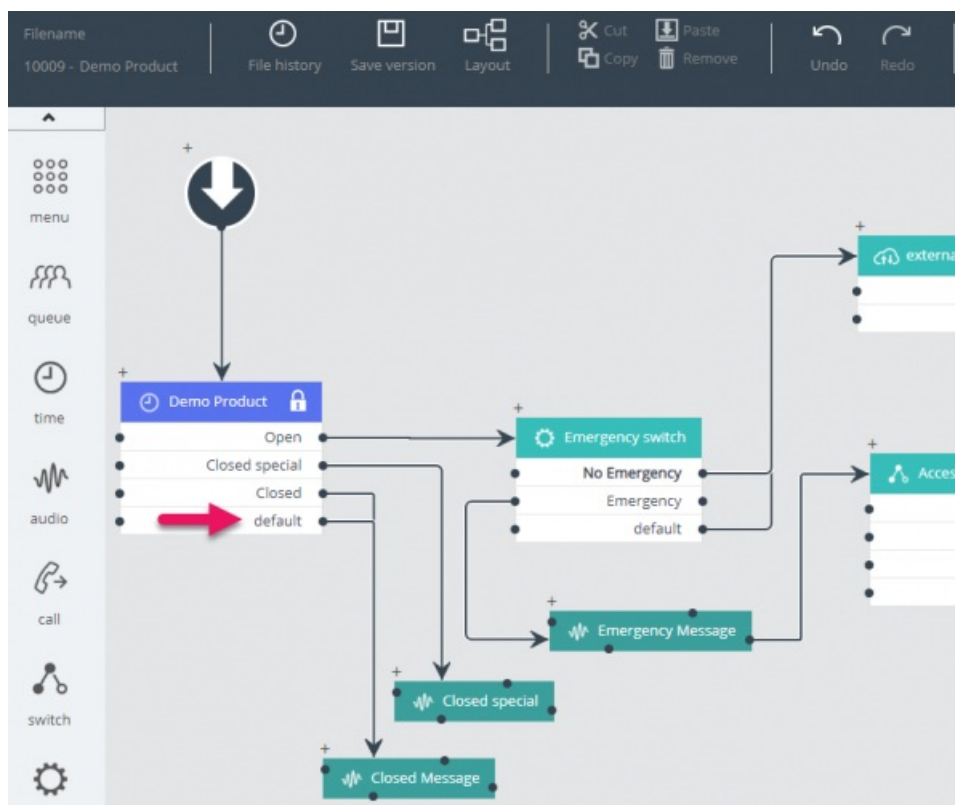 Filename
10009 - Demo Product
File history
Save version
Layout
Cut
Paste
Copy
Remove
Undo
Redo
menu
queue
time
audio
call
switch
Demo Product
Open
Closed special
Closed
default
Emergency switch
No Emergency
Emergency
default
externa
Acces
Emergency Message
Closed special
Closed Message